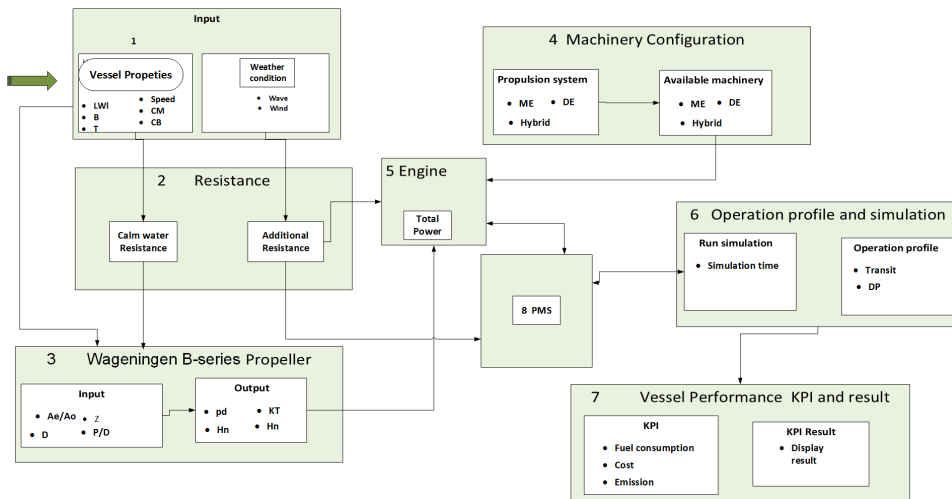 Input
1
Vessel Propeties
LWl
B
T
Speed
CM
CB
Weather
condition
Wave
Wind
2 Resistance
Calm water
Resistance
Additional
Resistance
3 Wageningen B-series Propeller
Input
Ae/Ao
D
Z
P/D
Output
pd
Hn
KT
Hn
4 Machinery Configuration
Propulsion system
ME
DE
Hybrid
Available machinery
ME
DE
Hybrid
5 Engine
Total
Power
8 PMS
6 Operation profile and simulation
Run simulation
Simulation time
Operation profile
Transit
DP
7 Vessel Performance KPI and result
KPI
Fuel consumption
Cost
Emission
KPI Result
Display
result